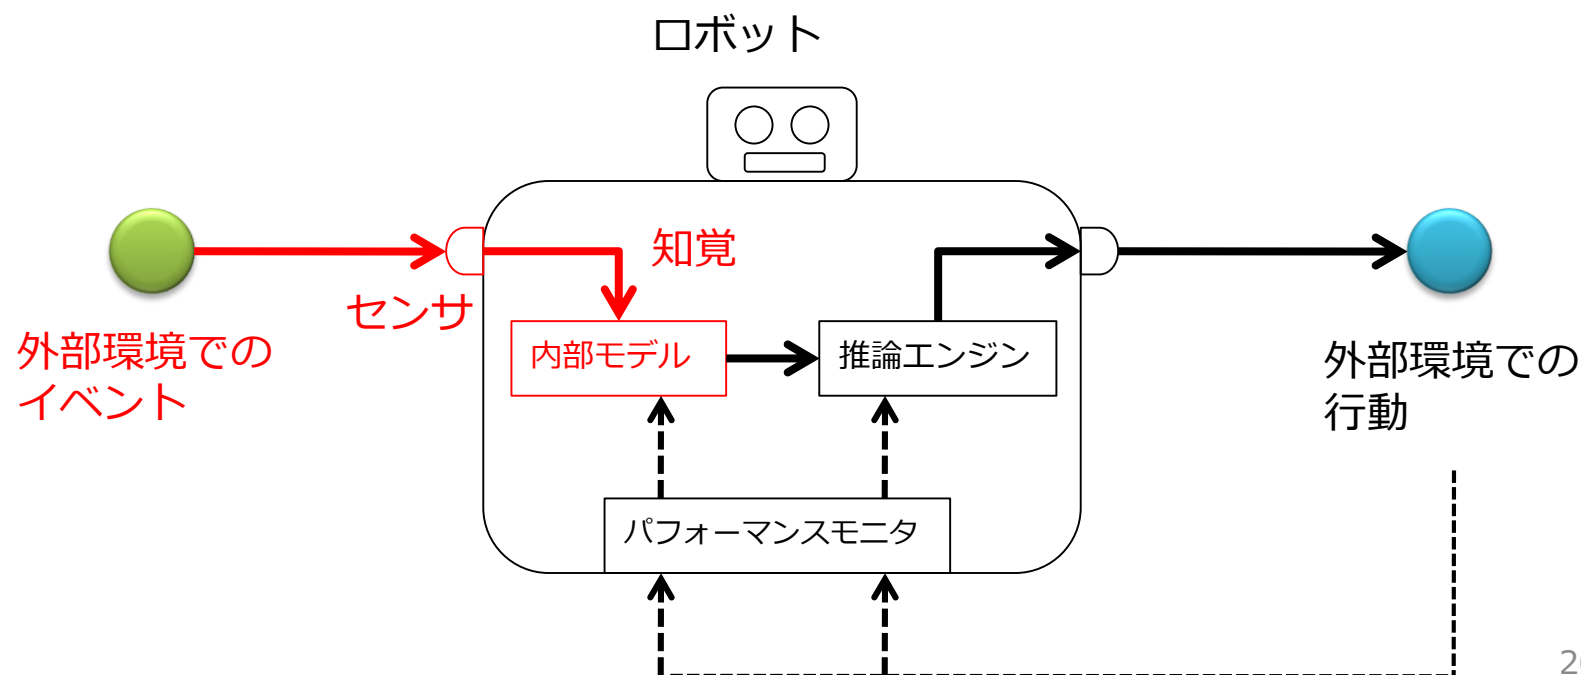 ロボット
知覚
センサ
外部環境での
イベント
内部モデル
推論エンジン
外部環境での
行動
パフォーマンスモニタ